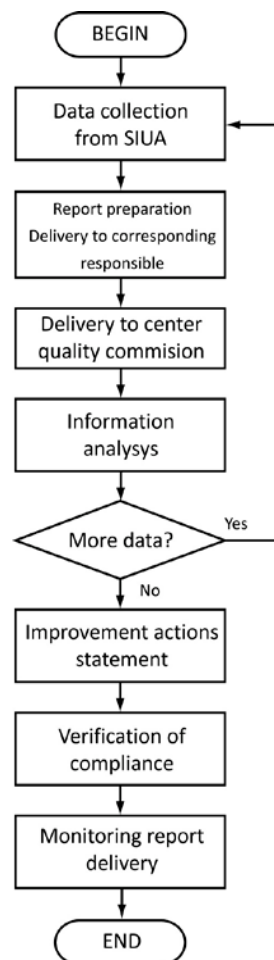 BEGIN
Data collection
from SIUA
Report preparation
Delivery to corresponding
responsible
Delivery to center
quality commision
Information
analysys
More data?
Yes
No
Improvement actions
statement
Verification of
compliance
Monitoring report
delivery
END